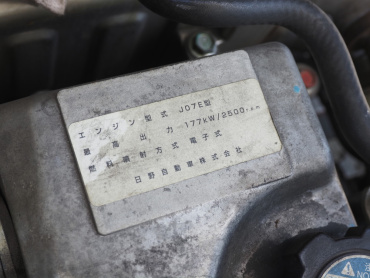 エンジン型式 J07E型
最高出力 177kW/2500r.p.m
燃料噴射方式 電子式
日野自動車株式会社